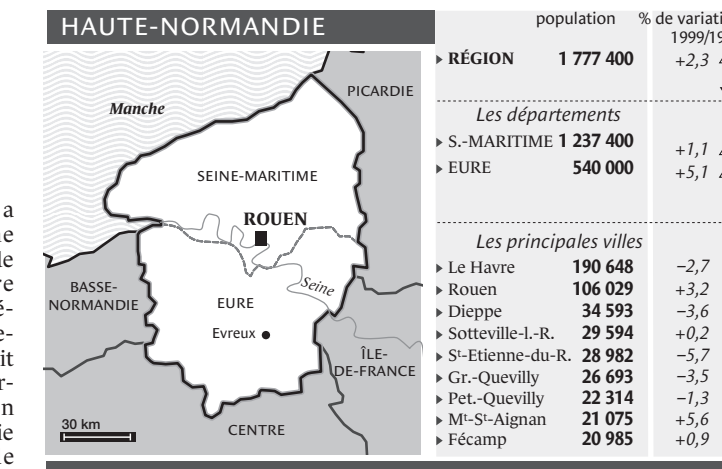 HAUTE-NORMANDIE
PICARDIE
Manche
SEINE-MARITIME
ROUEN
Seine
BASSE-
NORMANDIE
EURE
Evreux
ÎLE-
DE-FRANCE
30 km
CENTRE
population % de
1999/
RÉGION 1 777 400 +2,3
Les départements
S.-MARITIME 1 237 400 +1,1
EURE 540 000 +5,1
Les principales villes
Le Havre 190 648 –2,7
Rouen 106 029 +3,2
Dieppe 34 593 –3,6
Sotteville-l.-R. 29 594 +0,2
St-Etienne-du-R. 28 982 –5,7
Gr.-Quevilly 26 693 –3,5
Pet.-Quevilly 22 314 –1,3
Mt-St-Aignan 21 075 +5,6
Fécamp 20 985 +0,9